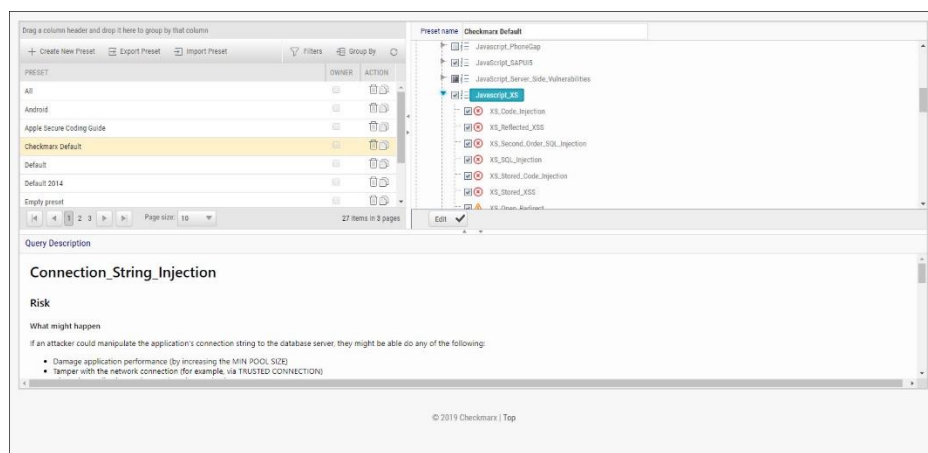 Drag a column header and drop it here to group by that column
Create New Preset Export Preset Import Preset Filters Group By
PRESET OWNER ACTION
All
Android
Apple Secure Coding Guide
Checkmarx Default
Default
Default 2014
Empty preset
1 2 3 Page size: 10 27 items in 3 pages
Preset name Checkmarx Default
Javascript_PhoneGap
JavaScript_SAPUI5
JavaScript_Server_Side_Vulnerabilities
Javascript_XS
XS_Code_Injection
XS_Reflected_XSS
XS_Second_Order_SQL_Injection
XS_SQL_Injection
XS_Stored_Code_Injection
XS_Stored_XSS
XS_Open_Redirect
Edit
Query Description
Connection_String_Injection
Risk
What might happen
If an attacker could manipulate the application's connection string to the database server, they might be able do any of the following:
• Damage application performance (by increasing the MIN POOL SIZE)
• Tamper with the network connection (for example, via TRUSTED CONNECTION)
© 2019 Checkmarx | Top